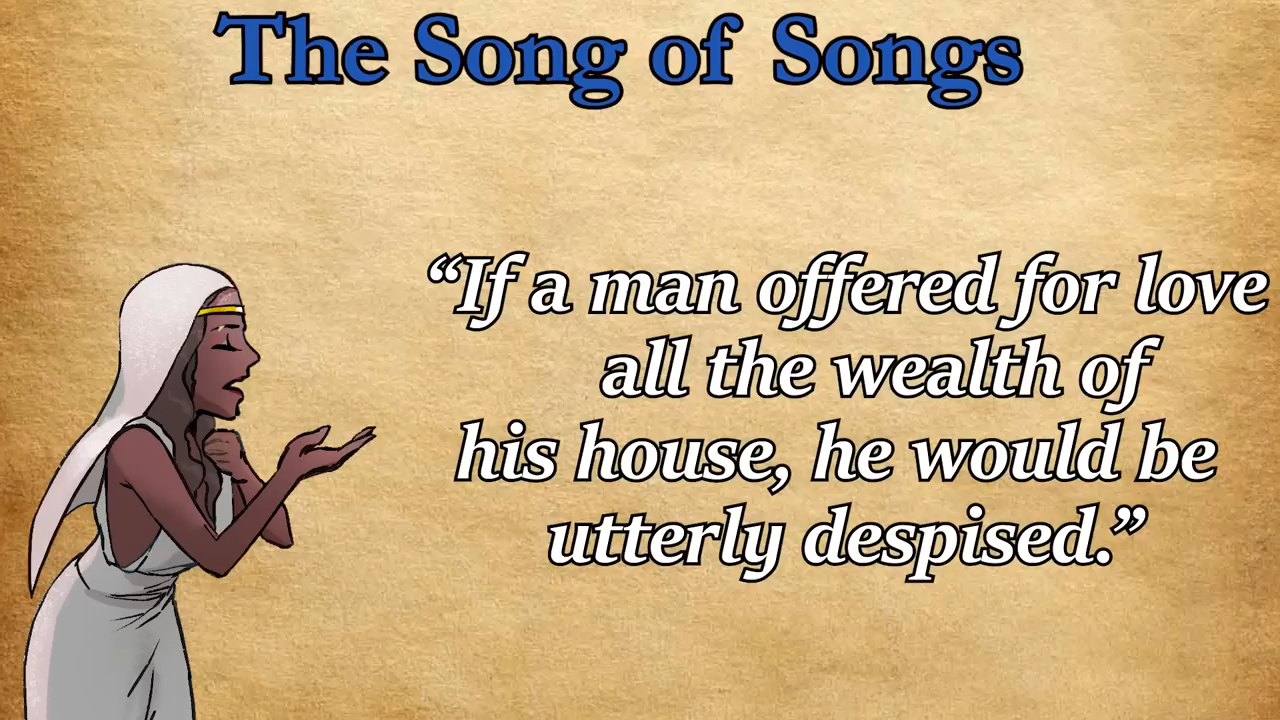 The Song of Songs
“If a man offered for love
all the wealth of
his house, he would be
utterly despised.”